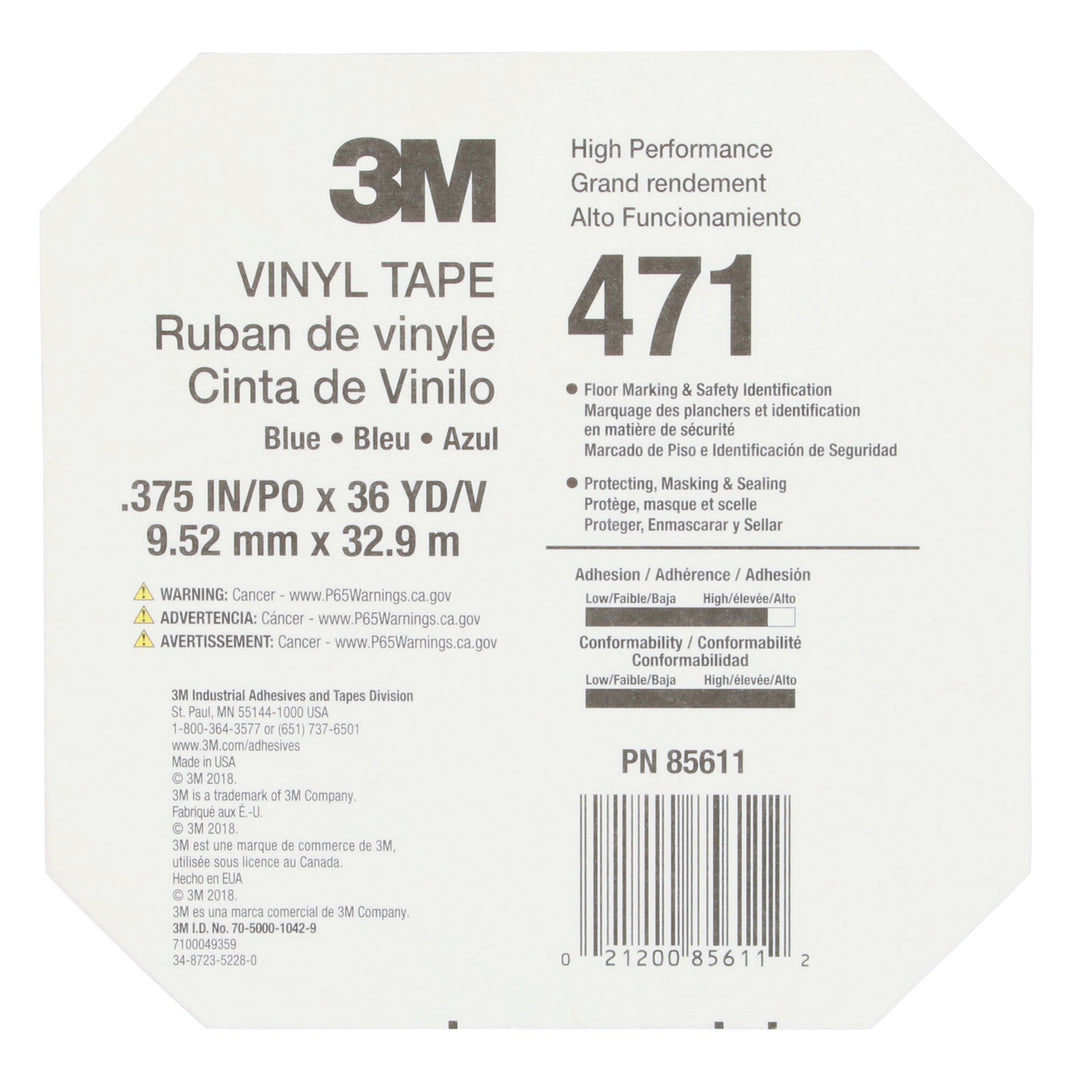 3M
VINYL TAPE
Ruban de vinyle
Cinta de Vinilo
Blue • Bleu • Azul
.375 IN/PO x 36 YD/V
9.52 mm x 32.9 m
WARNING: Cancer - www.P65Warnings.ca.gov
ADVERTENCIA: Cáncer - www.P65Warnings.ca.gov
AVERTISSEMENT: Cancer - www.P65Warnings.ca.gov
3M Industrial Adhesives and Tapes Division
St. Paul, MN 55144-1000 USA
1-800-364-3577 or (651) 737-6501
www.3M.com/adhesives
Made in USA
© 3M 2018.
3M is a trademark of 3M Company.
Fabriqué aux É.-U.
© 3M 2018.
3M est une marque de commerce de 3M,
utilisée sous licence au Canada.
Hecho en EUA
© 3M 2018.
3M es una marca comercial de 3M Company.
3M I.D. No. 70-5000-1042-9
7100049359
34-8723-5228-0
High Performance
Grand rendement
Alto Funcionamiento
471
• Floor Marking & Safety Identification
Marquage des planchers et identification
en matière de sécurité
Marcado de Piso e Identificación de Seguridad
• Protecting, Masking & Sealing
Protège, masque et scelle
Proteger, Enmascarar y Sellar
Adhesion / Adhérence / Adhesión
Low/Faible/Baja High/élevée/Alto
Conformability / Conformabilité
Conformabilidad
Low/Faible/Baja High/élevée/Alto
PN 85611
0 21200 85611 2